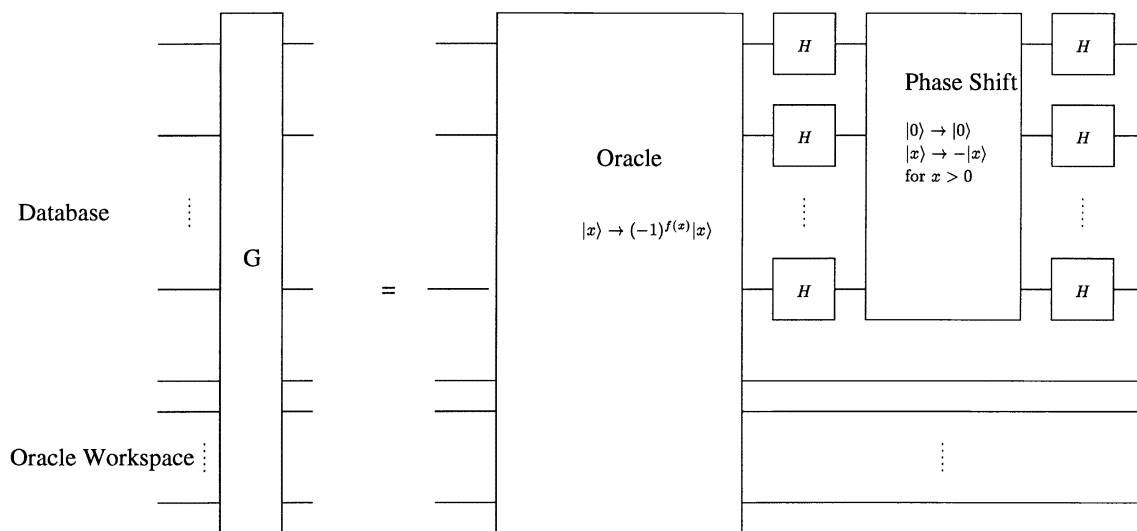 H
H
Phase Shift
|0⟩ → |0⟩
H
H
|x⟩ → −|x⟩
Oracle
for x > 0
Database
|x⟩ → (−1)^{f(x)}|x⟩
G
=
H
H
Oracle Workspace